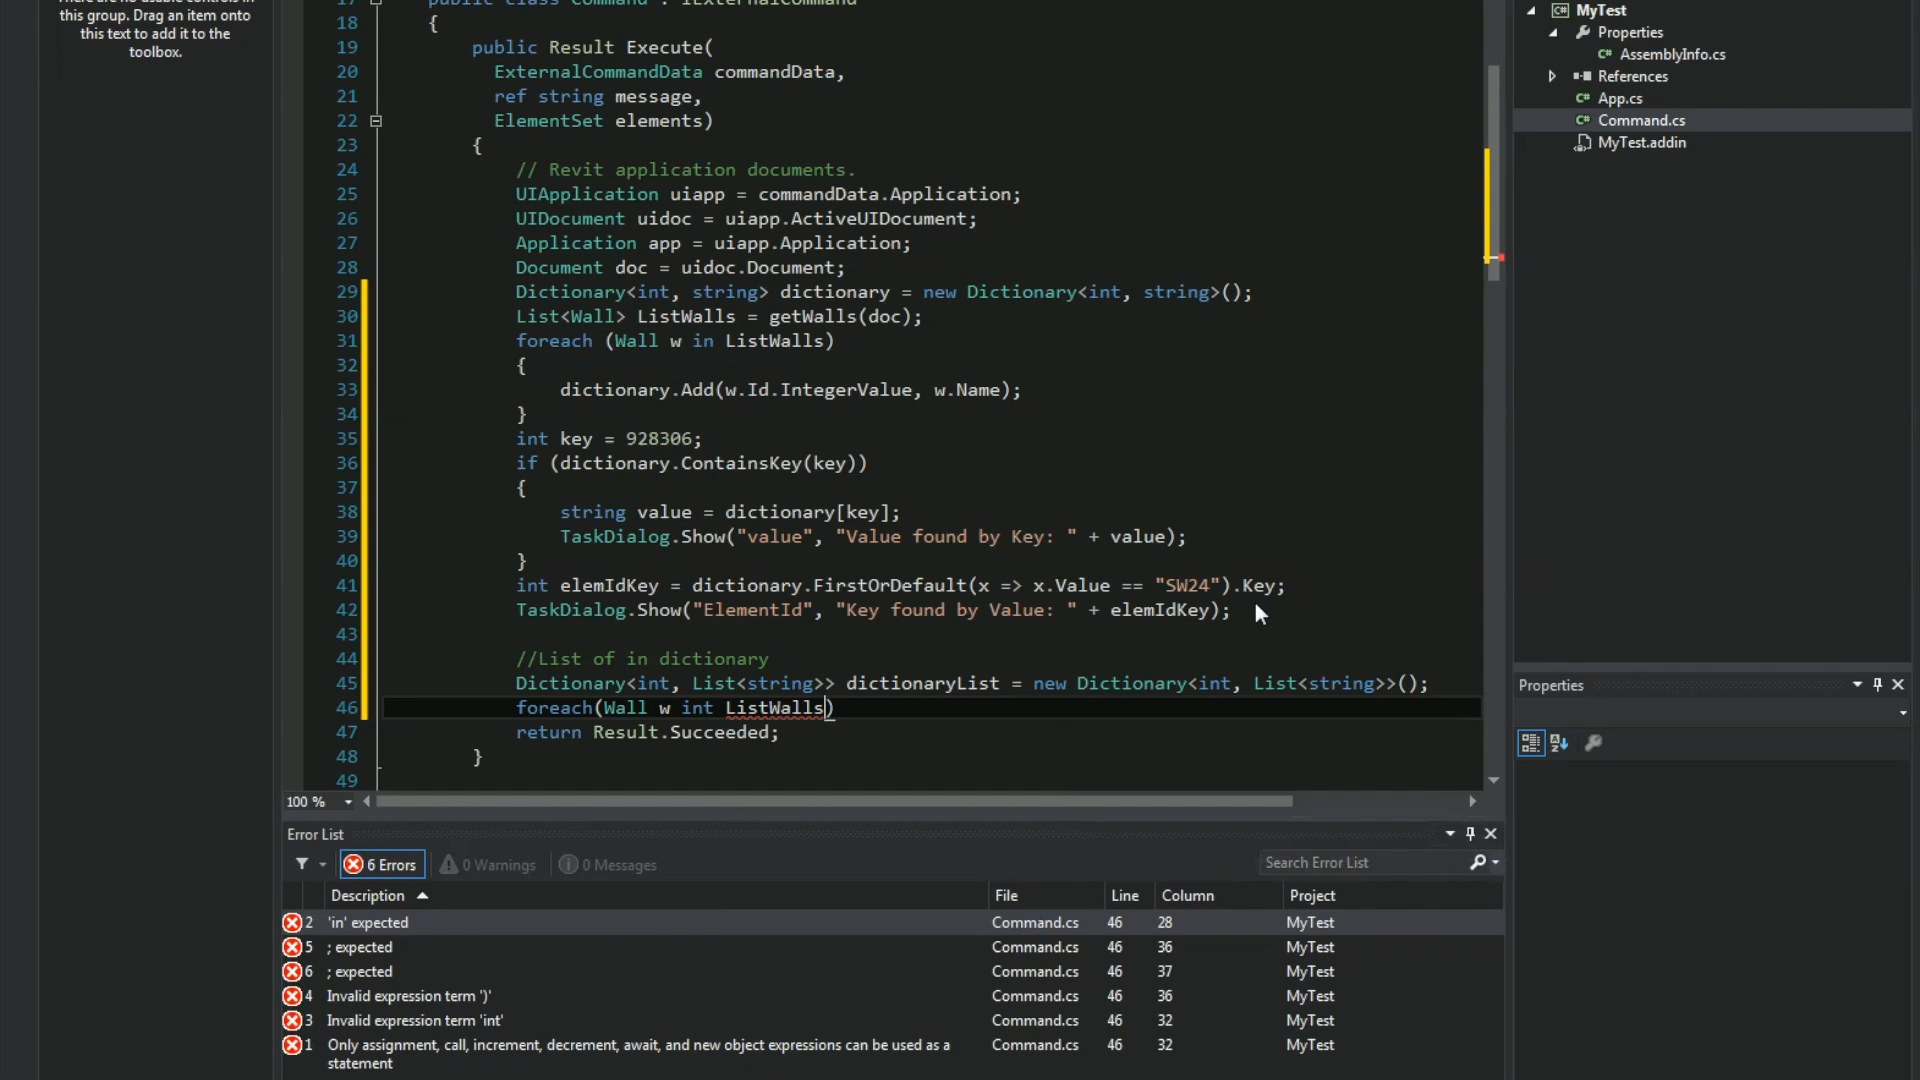 this group. Drag an item onto
this text to add it to the
toolbox.
17 public class Command : IExternalCommand
18 {
19 public Result Execute(
20 ExternalCommandData commandData,
21 ref string message,
22 ElementSet elements)
23 {
24 // Revit application documents.
25 UIApplication uiapp = commandData.Application;
26 UIDocument uidoc = uiapp.ActiveUIDocument;
27 Application app = uiapp.Application;
28 Document doc = uidoc.Document;
29 Dictionary<int, string> dictionary = new Dictionary<int, string>();
30 List<Wall> ListWalls = getWalls(doc);
31 foreach (Wall w in ListWalls)
32 {
33 dictionary.Add(w.Id.IntegerValue, w.Name);
34 }
35 int key = 928306;
36 if (dictionary.ContainsKey(key))
37 {
38 string value = dictionary[key];
39 TaskDialog.Show("value", "Value found by Key: " + value);
40 }
41 int elemIdKey = dictionary.FirstOrDefault(x => x.Value == "SW24").Key;
42 TaskDialog.Show("ElementId", "Key found by Value: " + elemIdKey);
43
44 //List of in dictionary
45 Dictionary<int, List<string>> dictionaryList = new Dictionary<int, List<string>>();
46 foreach(Wall w int ListWalls)
47 return Result.Succeeded;
48 }
49
100 %
MyTest
Properties
AssemblyInfo.cs
References
App.cs
Command.cs
MyTest.addin
Properties
Error List
6 Errors 0 Warnings 0 Messages Search Error List
Description File Line Column Project
2 'in' expected Command.cs 46 28 MyTest
5 ; expected Command.cs 46 36 MyTest
6 ; expected Command.cs 46 37 MyTest
4 Invalid expression term ')' Command.cs 46 36 MyTest
3 Invalid expression term 'int' Command.cs 46 32 MyTest
1 Only assignment, call, increment, decrement, await, and new object expressions can be used as a Command.cs 46 32 MyTest
statement